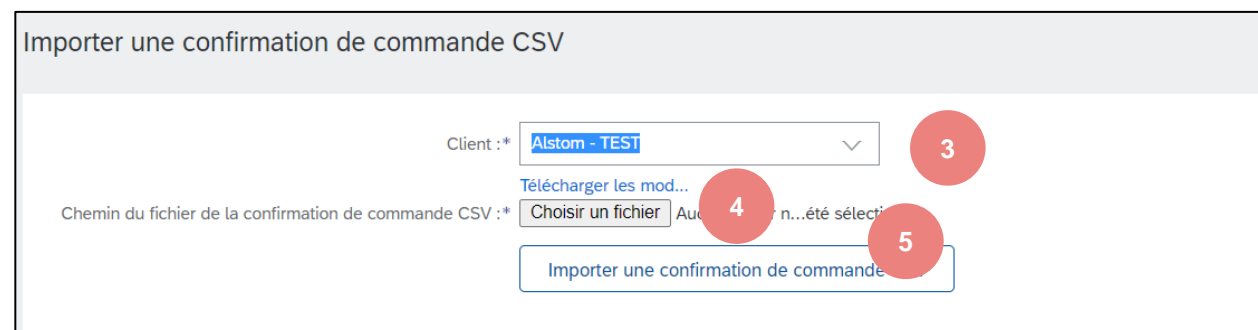 Importer une confirmation de commande CSV
Client :* Alstom - TEST 3
Télécharger les mod...
Chemin du fichier de la confirmation de commande CSV :* Choisir un fichier 4 n...été
5
Importer une confirmation de commande